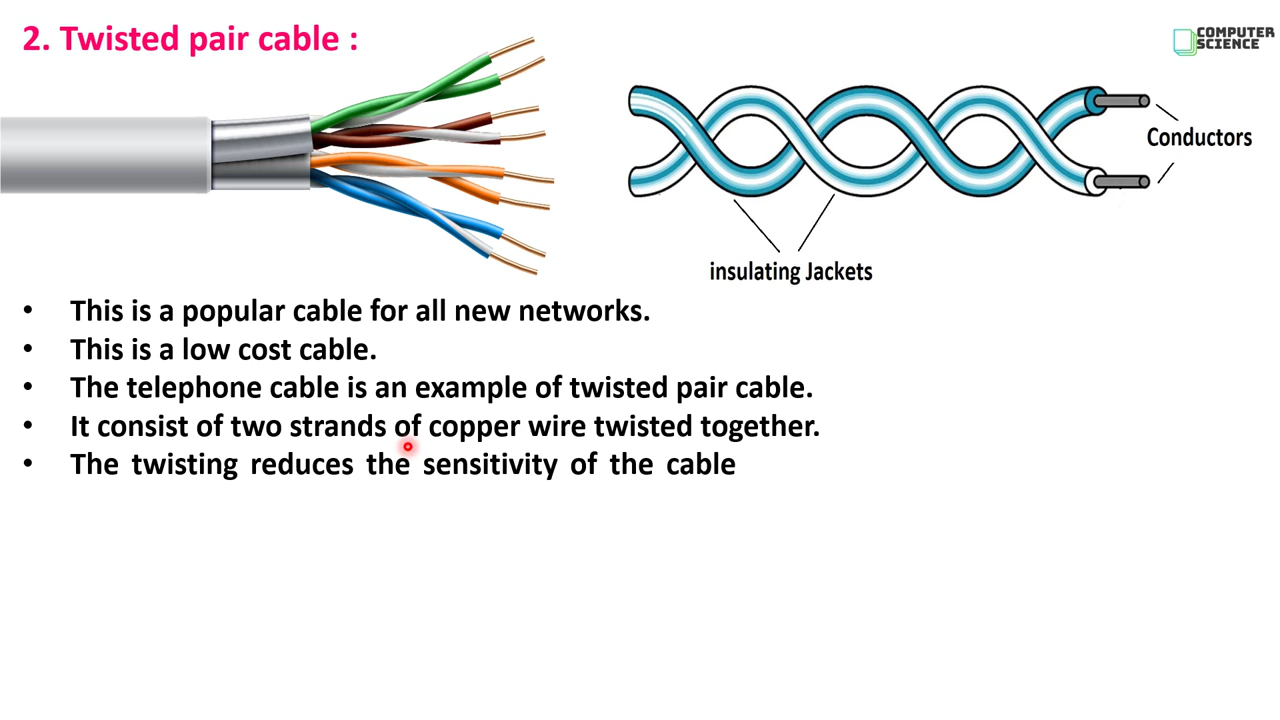 2. Twisted pair cable :
COMPUTER
SCIENCE
Conductors
insulating Jackets
• This is a popular cable for all new networks.
• This is a low cost cable.
• The telephone cable is an example of twisted pair cable.
• It consist of two strands of copper wire twisted together.
• The twisting reduces the sensitivity of the cable